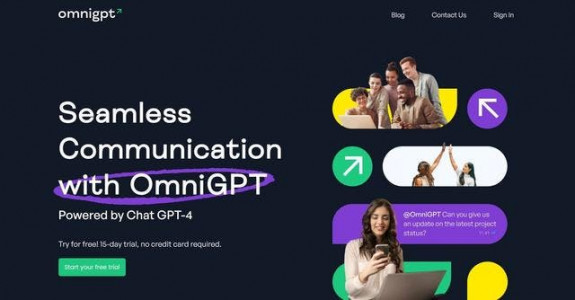 omnigpt
Blog
Contact Us
Sign In
Seamless
Communication
with OmniGPT
Powered by Chat GPT-4
Try for free! 15-day trial, no credit card required.
Start your free trial
@OmniGPT Can you give us
an update on the latest project
status?